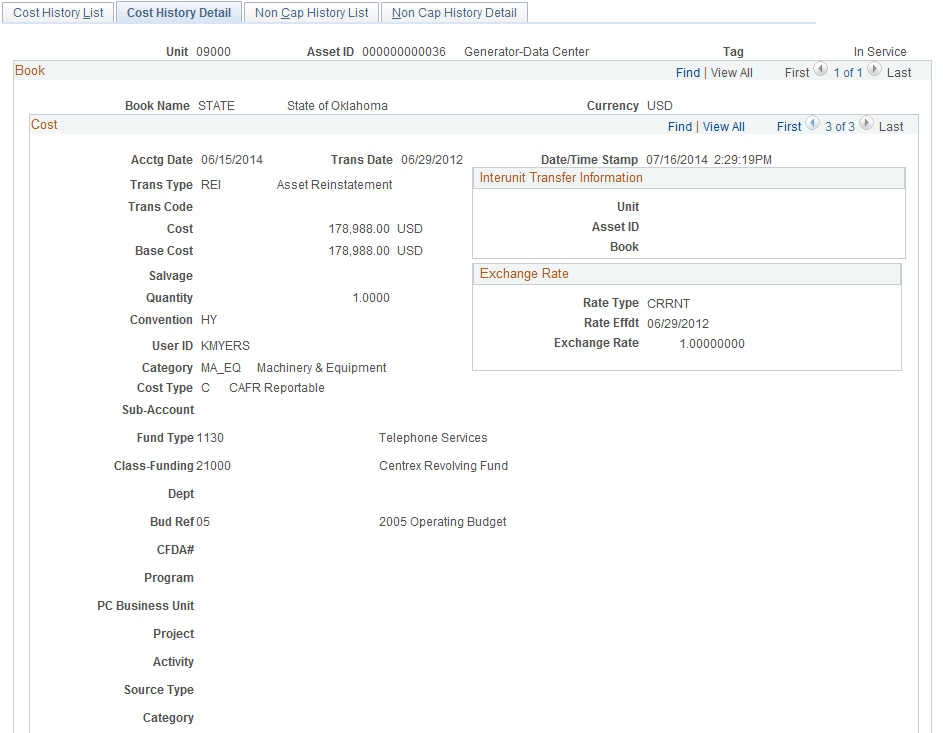 Cost History List Cost History Detail Non Cap History List Non Cap History Detail
Unit 09000 Asset ID 000000000036 Generator-Data Center Tag In Service
Book Find | View All First 1 of 1 Last
Book Name STATE State of Oklahoma Currency USD
Cost Find | View All First 3 of 3 Last
Acctg Date 06/15/2014 Trans Date 06/29/2012 Date/Time Stamp 07/16/2014 2:29:19PM
Trans Type REI Asset Reinstatement
Trans Code
Cost 178,988.00 USD
Base Cost 178,988.00 USD
Salvage
Quantity 1.0000
Convention HY
User ID KMYERS
Category MA_EQ Machinery & Equipment
Cost Type C CAFR Reportable
Sub-Account
Interunit Transfer Information
Unit
Asset ID
Book
Exchange Rate
Rate Type CRRNT
Rate Effdt 06/29/2012
Exchange Rate 1.00000000
Fund Type 1130 Telephone Services
Class-Funding 21000 Centrex Revolving Fund
Dept
Bud Ref 05 2005 Operating Budget
CFDA#
Program
PC Business Unit
Project
Activity
Source Type
Category